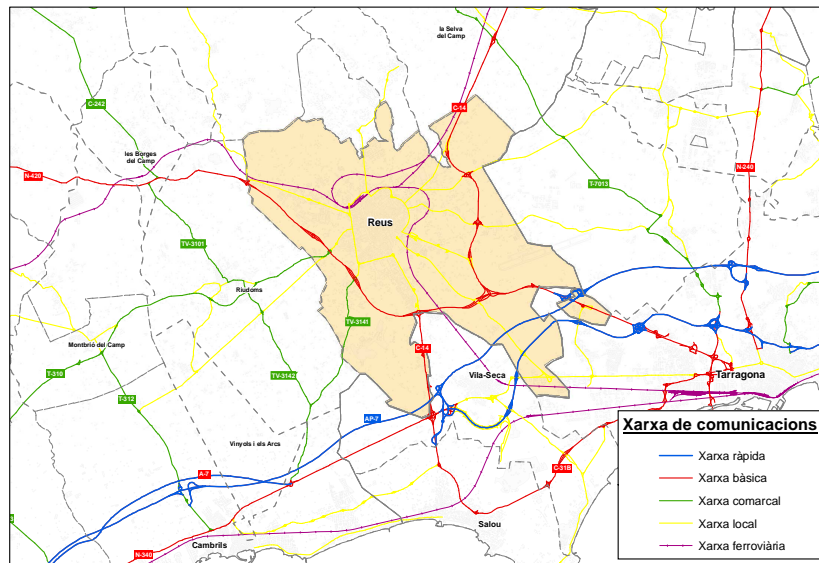 la Selva
del Camp
C-242
C-14
les Borges
del Camp
N-420
N-240
T-7013
Reus
TV-3101
Riudoms
TV-3141
Montbrió del Camp
C-14
T-310
TV-3142
Vila-Seca
Tarragona
T-312
AP-7
Vinyols i els Arcs
A-7
C-31B
Salou
Cambrils
N-340
Xarxa de comunicacions
Xarxa ràpida
Xarxa bàsica
Xarxa comarcal
Xarxa local
Xarxa ferroviària